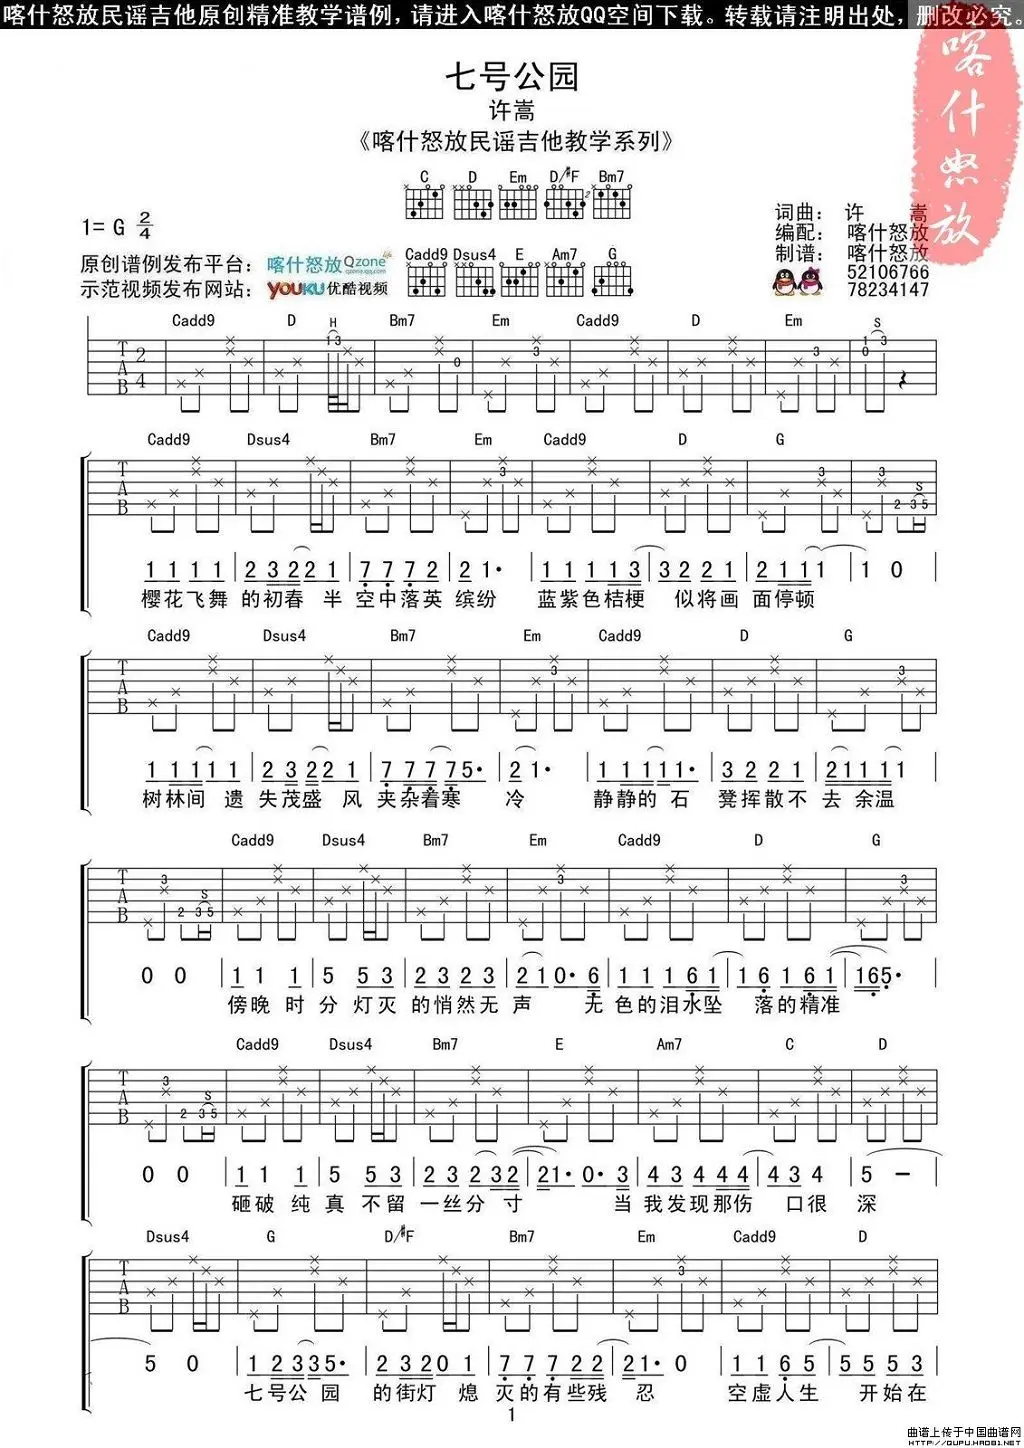 喀什怒放民谣吉他原创精准教学谱例，请进入喀什怒放QQ空间下载。转载请注明出处，删改必究。
喀什怒放
七号公园
许嵩
《喀什怒放民谣吉他教学系列》
C D Em D/#F Bm7
1= G 2/4
词曲： 许 嵩
编配： 喀什怒放
制谱： 喀什怒放
52106766
78234147
Cadd9 Dsus4 E Am7 G
原创谱例发布平台： 喀什怒放Qzone
qzone.qq.com
示范视频发布网站： YOUKU优酷视频
Cadd9 D H Bm7 Em Cadd9 D Em S
T A B 2 4
Cadd9 Dsus4 Bm7 Em Cadd9 D G
T A B
1 1 1 1 | 2 3 2 2 1 | 7 7 7 2 | 2 1· | 1 1 1 1 3 | 3 2 2 1 | 2 1 1 1 | 1 0 |
樱花飞舞 的初春 半 空中落英 缤纷 蓝紫色桔梗 似将画 面停顿
Cadd9 Dsus4 Bm7 Em Cadd9 D G
T A B
1 1 1 1 1 | 2 3 2 2 1 | 7 7 7 7 5· | 2 1· | 1 1 1 1 1· | 3 2 2 1 | 2 1 1 1 1 |
树林间 遗 失茂盛 风 夹杂着寒 冷 静静的 石 凳挥散不 去 余温
Cadd9 Dsus4 Bm7 Em Cadd9 D G
T A B
0 0 | 1 1 1 | 5 5 3 | 2 3 2 3 | 2 1 0· 6 | 1 1 1 6 1 | 1 6 1 6 1 | 1 6 5· |
傍晚 时 分 灯灭 的悄然无 声 无 色的泪水坠 落的精准
Cadd9 Dsus4 Bm7 E Am7 C D
T A B
0 0 | 1 1 1 | 5 5 3 | 2 3 2 3 2 | 2 1· 0· 3 | 4 3 4 4 4 | 4 3 4 | 5 – |
砸破 纯 真 不留 一丝分 寸 当 我发现那伤 口很 深
Dsus4 G D/#F Bm7 Em Cadd9 D
T A B
5 0 | 1 2 3 3 5· | 2 3 2 0 1 | 7 7 7 2 2 | 2 1· 0 | 1 1 6 5 | 5 5 5 3 |
七号公 园 的街灯 熄 灭的有些残 忍 空虚人生 开始在
1
曲谱上传于中国曲谱网
HTTP://QUPU.HAO81.NET